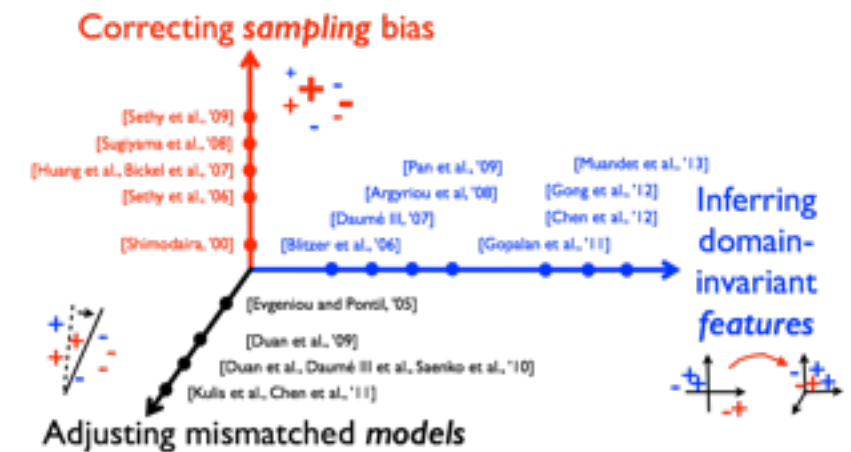 Correcting sampling bias
[Sethy et al., '09]
[Sugiyama et al., '08]
[Huang et al., Bickel et al., '07]
[Sethy et al., '06]
[Shimodaira, '00]
[Pan et al., '09]
[Muandet et al., '13]
[Argyriou et al, '08]
[Gong et al., '12]
[Daumé III, '07]
[Chen et al., '12]
[Blitzer et al., '06]
[Gopalan et al., '11]
Inferring
domain-
invariant
features
[Evgeniou and Pontil, '05]
[Duan et al., '09]
[Duan et al., Daumé III et al., Saenko et al., '10]
[Kulis et al., Chen et al., '11]
Adjusting mismatched models